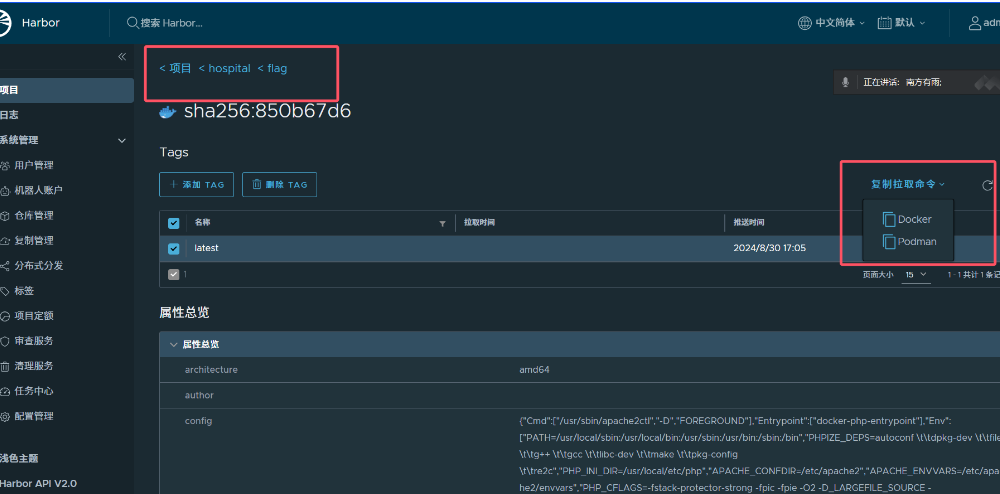 Harbor
搜索 Harbor...
中文简体
默认
< 项目 < hospital < flag
项目
日志
系统管理
用户管理
机器人账户
仓库管理
复制管理
分布式分发
标签
项目定额
审查服务
清理服务
任务中心
配置管理
浅色主题
Harbor API V2.0
正在讲话: 南方有雨;
sha256:850b67d6
Tags
添加 TAG
删除 TAG
复制拉取命令
Docker
Podman
名称 拉取时间 推送时间
latest 2024/8/30 17:05
1
页面大小 15 1 - 1 共计 1 条记
属性总览
属性总览
architecture amd64
author
config {"Cmd":["/usr/sbin/apache2ctl","-D","FOREGROUND"],"Entrypoint":["docker-php-entrypoint"],"Env":
["PATH=/usr/local/sbin:/usr/local/bin:/usr/sbin:/usr/bin:/sbin:/bin","PHPIZE_DEPS=autoconf \t\tdpkg-dev \t\tfile
\t\tg++ \t\tgcc \t\tlibc-dev \t\tmake \t\tpkg-config
\t\tre2c","PHP_INI_DIR=/usr/local/etc/php","APACHE_CONFDIR=/etc/apache2","APACHE_ENVVARS=/etc/apac
he2/envvars","PHP_CFLAGS=-fstack-protector-strong -fpic -fpie -O2 -D_LARGEFILE_SOURCE -